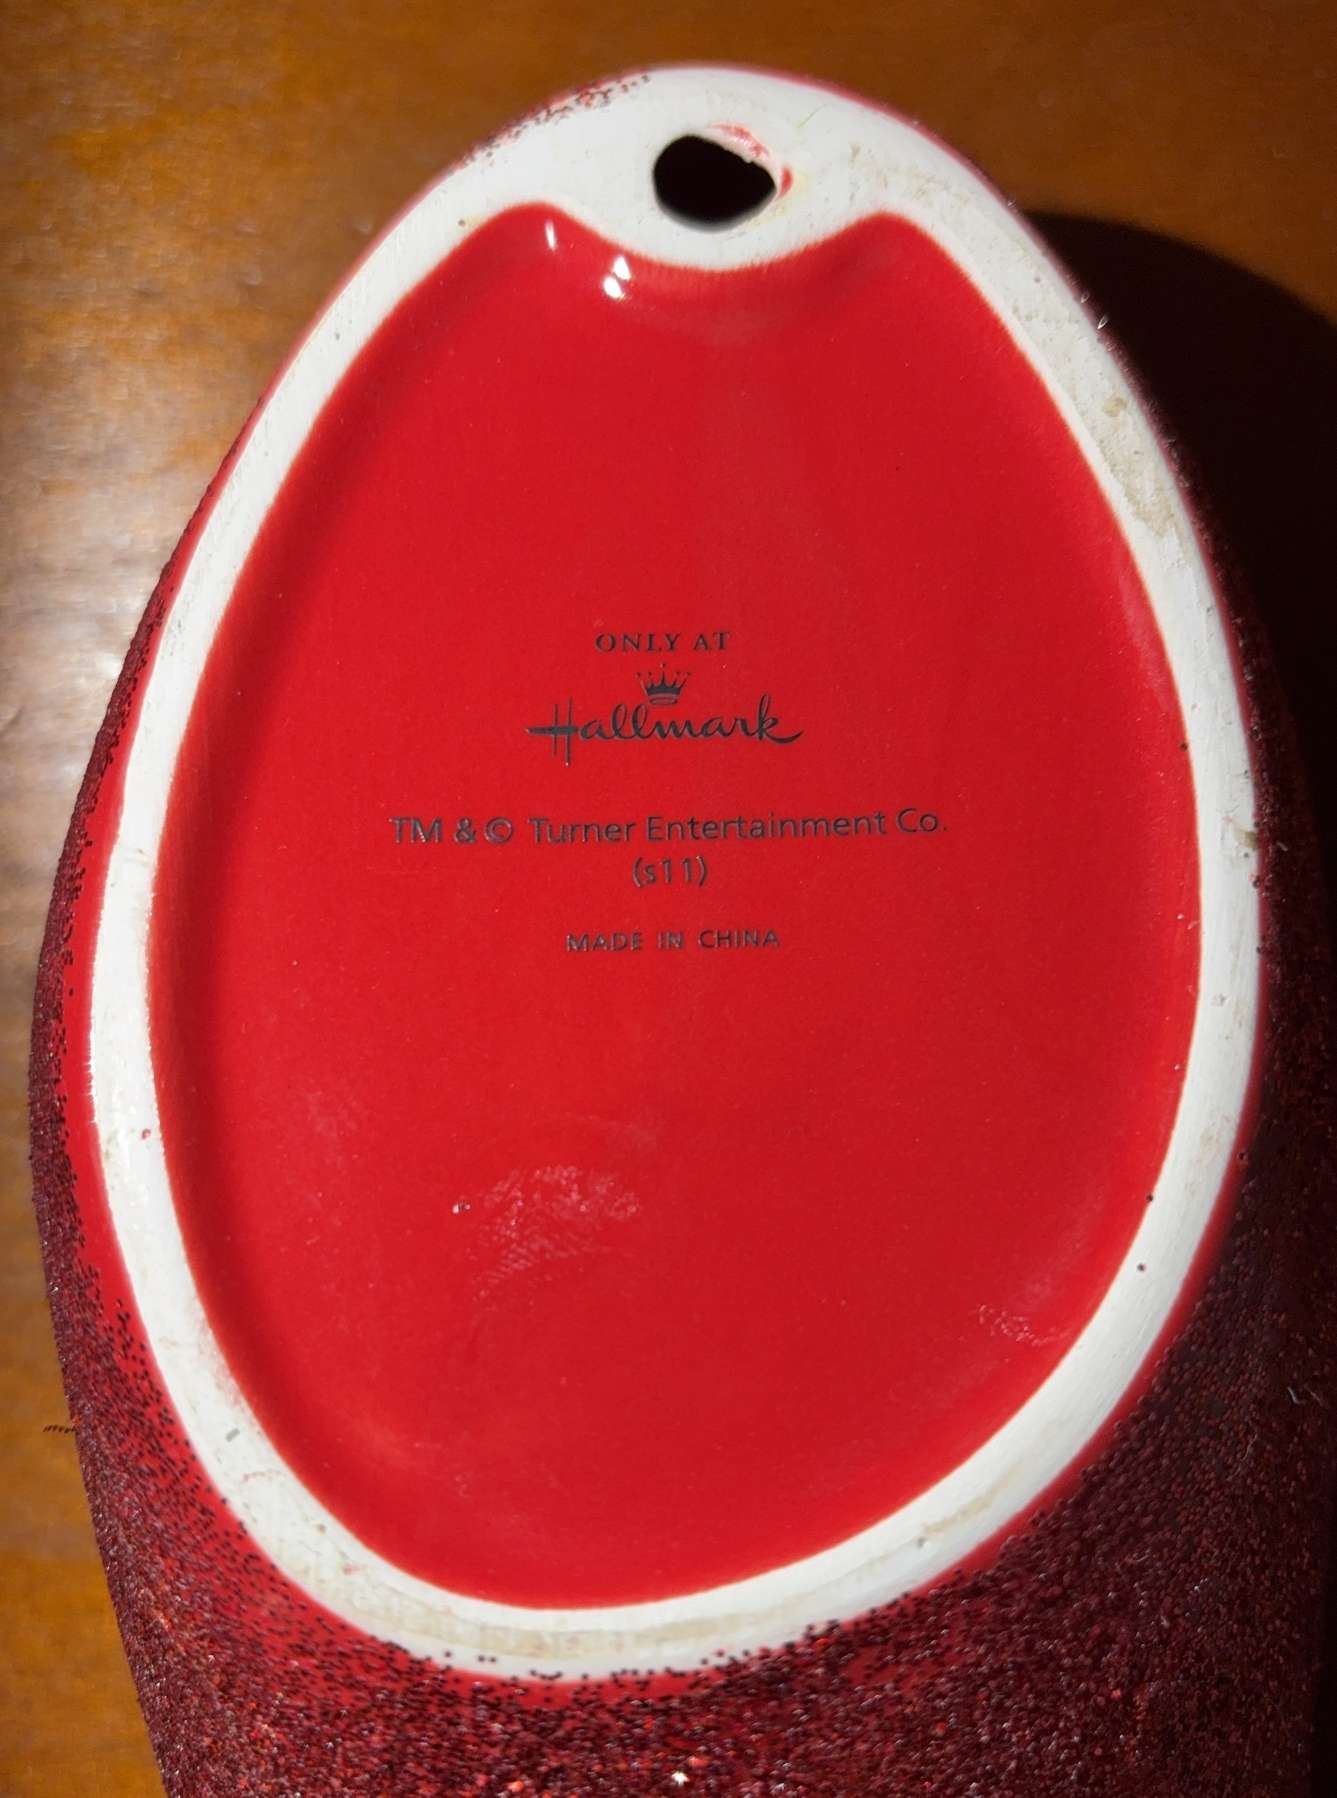 ONLY AT
Hallmark
TM & © Turner Entertainment Co.
(s11)
MADE IN CHINA